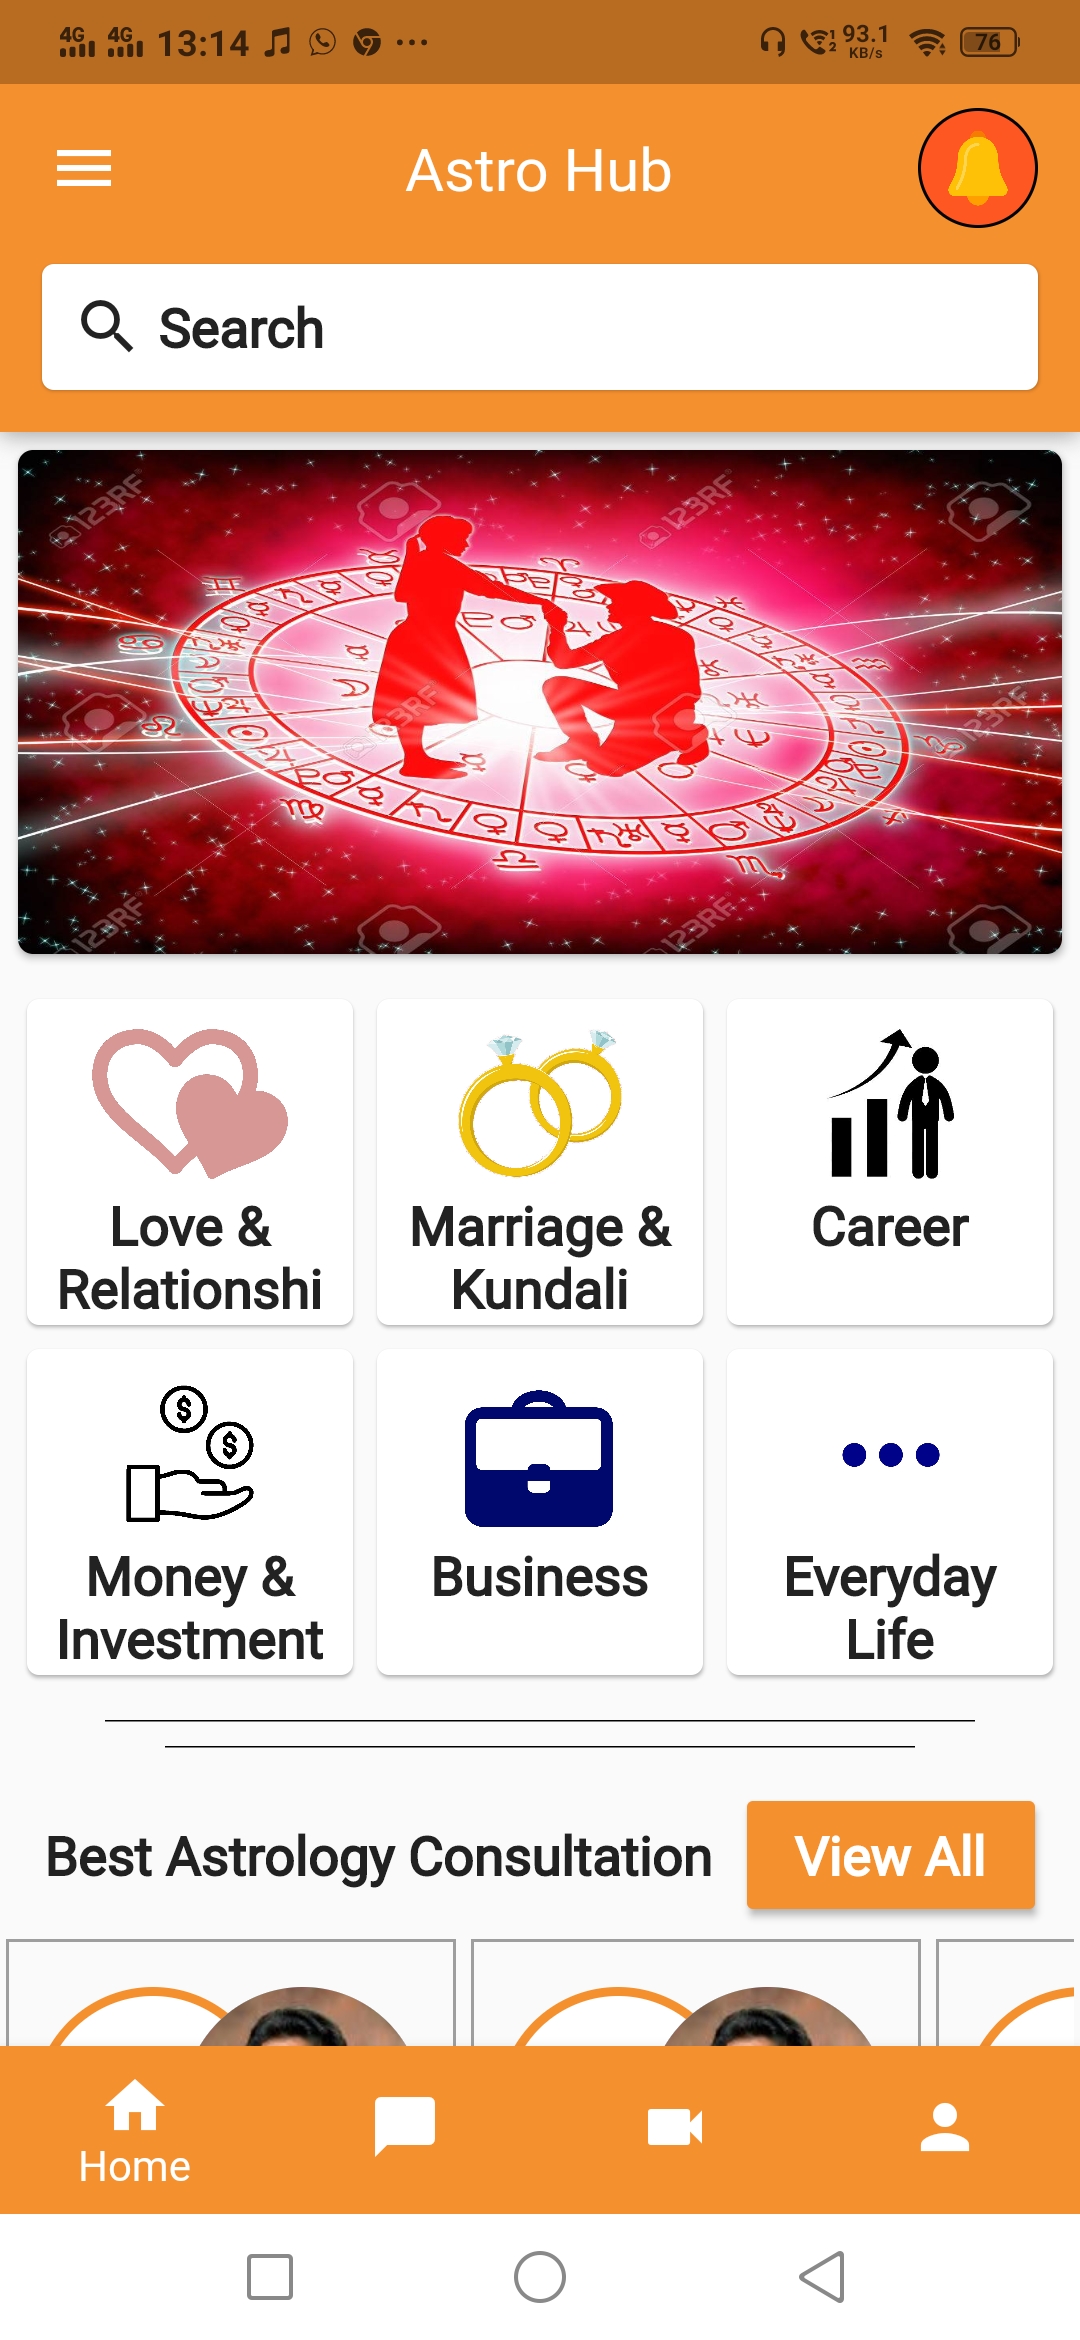 4G 4G 13:14 93.1 KB/s 76
Astro Hub
Search
123RF 123RF
123RF 123RF
123RF 123RF
Love &
Relationshi
Marriage &
Kundali
Career
Money &
Investment
Business
Everyday
Life
Best Astrology Consultation View All
Home